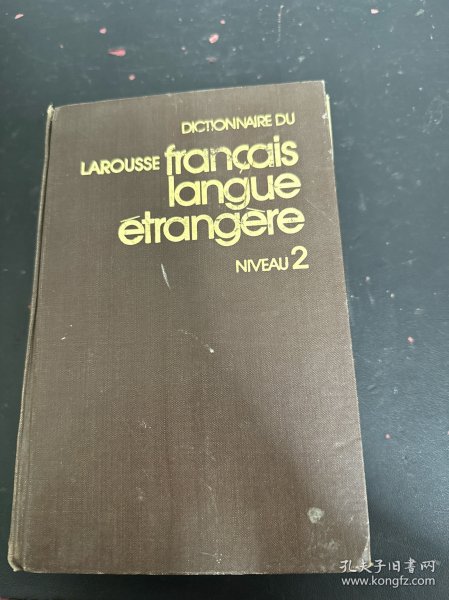 DICTIONNAIRE DU
LAROUSSE français
langue
étrangère
NIVEAU 2
孔夫子旧书网
www.kongfz.com